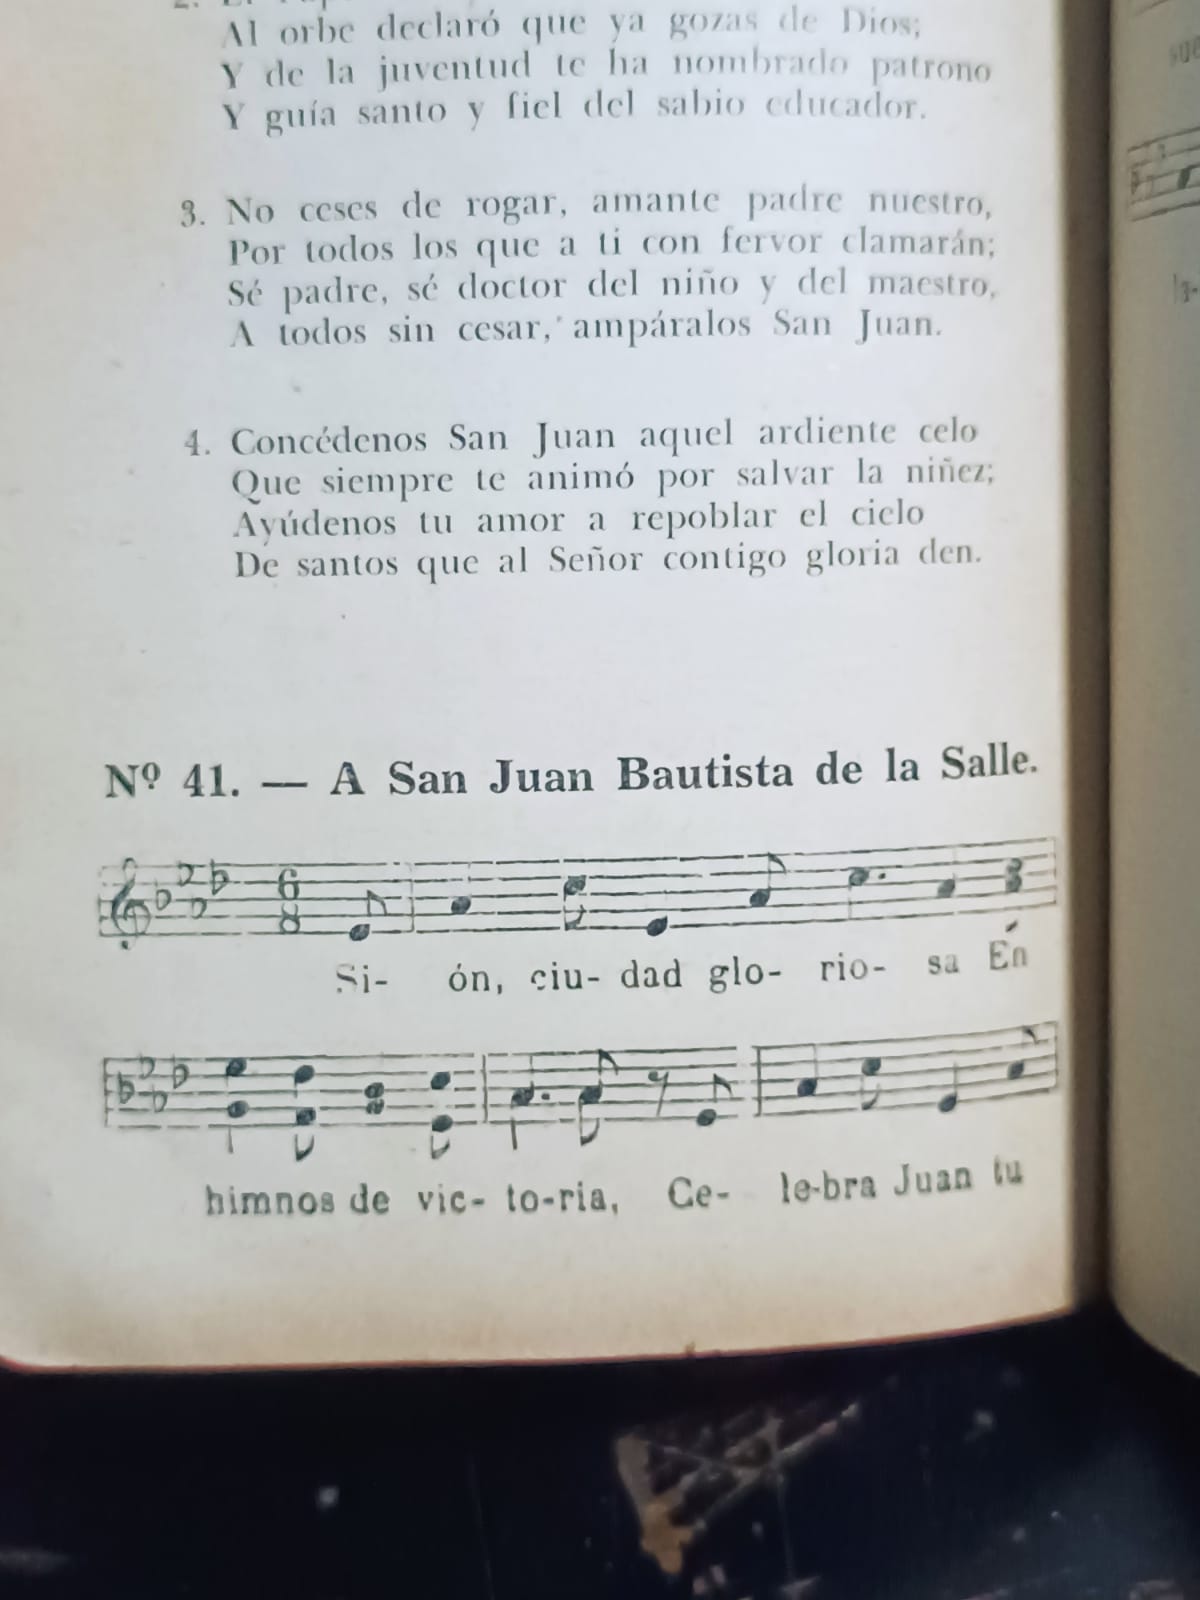 Al orbe declaró que ya gozas de Dios;
Y de la juventud te ha nombrado patrono
Y guía santo y fiel del sabio educador.
3. No ceses de rogar, amante padre nuestro,
Por todos los que a ti con fervor clamarán;
Sé padre, sé doctor del niño y del maestro,
A todos sin cesar, ampáralos San Juan.
4. Concédenos San Juan aquel ardiente celo
Que siempre te animó por salvar la niñez;
Ayúdenos tu amor a repoblar el cielo
De santos que al Señor contigo gloria den.
Nº 41. — A San Juan Bautista de la Salle.
6
8
Si- ón, ciu- dad glo- rio- sa Én
himnos de vic- to-ria, Ce- le-bra Juan tu